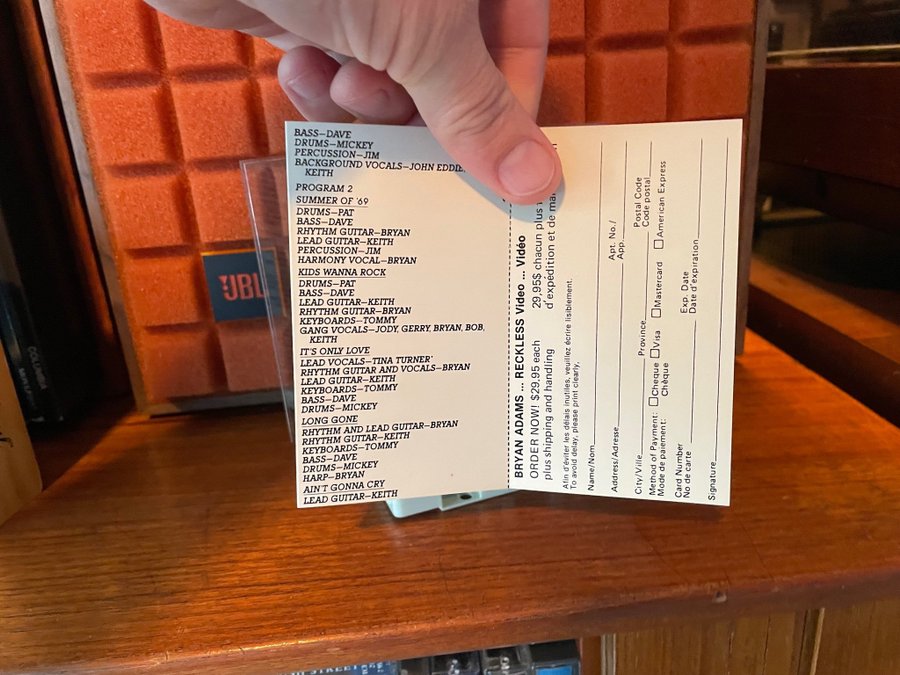 BASS—DAVE
DRUMS—MICKEY
PERCUSSION—JIM
BACKGROUND VOCALS—JOHN EDDIE,
KEITH
PROGRAM 2
SUMMER OF '69
DRUMS—PAT
BASS—DAVE
RHYTHM GUITAR—BRYAN
LEAD GUITAR—KEITH
PERCUSSION—JIM
HARMONY VOCAL—BRYAN
KIDS WANNA ROCK
DRUMS—PAT
BASS—DAVE
LEAD GUITAR—KEITH
RHYTHM GUITAR—BRYAN
KEYBOARDS—TOMMY
GANG VOCALS—JODY, GERRY, BRYAN, BOB,
KEITH
IT'S ONLY LOVE
LEAD VOCALS—TINA TURNER*
RHYTHM GUITAR AND VOCALS—BRYAN
LEAD GUITAR—KEITH
KEYBOARDS—TOMMY
BASS—DAVE
DRUMS—MICKEY
LONG GONE
RHYTHM AND LEAD GUITAR—BRYAN
RHYTHM GUITAR—KEITH
KEYBOARDS—TOMMY
BASS—DAVE
DRUMS—MICKEY
HARP—BRYAN
AIN'T GONNA CRY
LEAD GUITAR—KEITH
BRYAN ADAMS ... RECKLESS Video ... Vidéo
ORDER NOW! $29.95 each 29,95$ chacun plus
plus shipping and handling d'expédition et de
Afin d'éviter les délais inutiles, veuillez écrire lisiblement.
To avoid delay, please print clearly.
Name/Nom
Address/Adresse Apt. No./
App.
City/Ville Province Postal Code
Code postal
Method of Payment: Cheque Visa Mastercard American Express
Mode de paiement: Chèque
Card Number Exp. Date
No de carte Date d'expiration
Signature
JBL
COLUMBIA